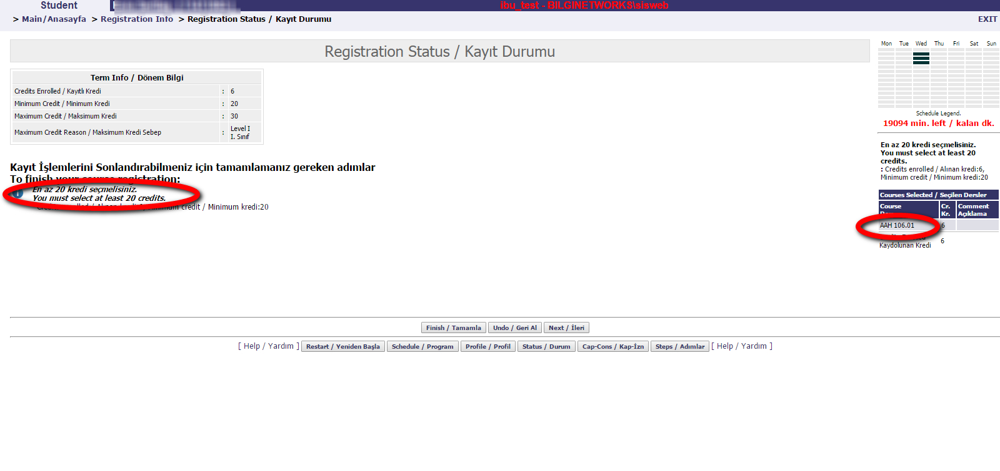 Student
ibu_test - BILGINETWORKS\sisweb
> Main/Anasayfa > Registration Info > Registration Status / Kayıt Durumu
EXIT
Registration Status / Kayıt Durumu
Term Info / Dönem Bilgi
Credits Enrolled / Kayıtlı Kredi : 6
Minimum Credit / Minimum Kredi : 20
Maximum Credit / Maksimum Kredi : 30
Maximum Credit Reason / Maksimum Kredi Sebep : Level I
I. Sınıf
Kayıt İşlemlerini Sonlandırabilmeniz için tamamlamanız gereken adımlar
To finish your course registration:
En az 20 kredi seçmelisiniz.
You must select at least 20 credits.
credit / Minimum kredi:20
Mon Tue Wed Thu Fri Sat Sun
Schedule Legend.
19094 min. left / kalan dk.
En az 20 kredi seçmelisiniz.
You must select at least 20
credits.
: Credits enrolled / Alınan kredi:6,
Minimum credit / Minimum kredi:20
Courses Selected / Seçilen Dersler
Course Cr. Comment
Kr. Açıklama
AAH 106.01 6
Kaydolunan Kredi 6
Finish / Tamamla Undo / Geri Al Next / İleri
[ Help / Yardım ] Restart / Yeniden Başla Schedule / Program Profile / Profil Status / Durum Cap-Cons / Kap-İzn Steps / Adımlar [ Help / Yardım ]